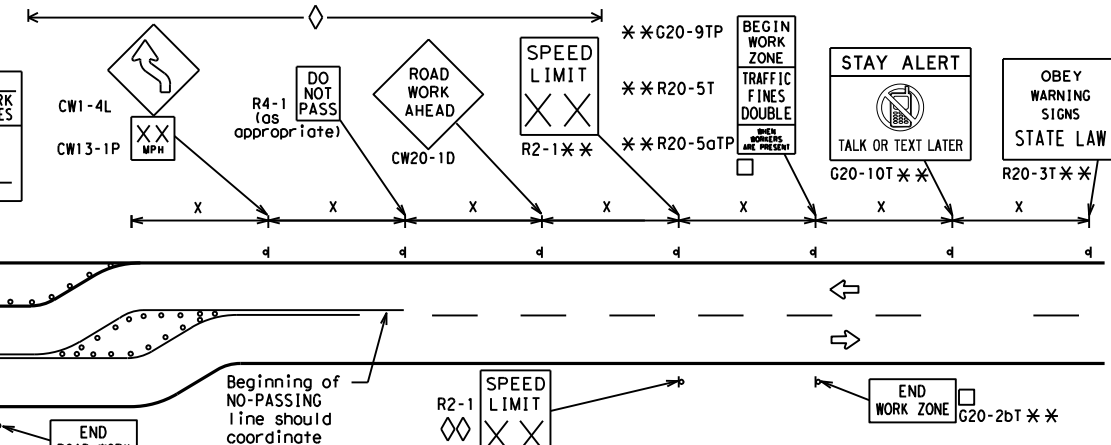 CW1-4L
XX
MPH
CW13-1P
R4-1
(as
appropriate)
DO
NOT
PASS
ROAD
WORK
AHEAD
CW20-1D
SPEED
LIMIT
X X
R2-1**
**G20-9TP
**R20-5T
**R20-5aTP
BEGIN
WORK
ZONE
TRAFFIC
FINES
DOUBLE
WHEN
WORKERS
ARE PRESENT
STAY ALERT
TALK OR TEXT LATER
G20-10T **
OBEY
WARNING
SIGNS
STATE LAW
R20-3T **
X X X X X X X
Beginning of
NO-PASSING
line should
coordinate
R2-1
SPEED
LIMIT
X X
END
WORK ZONE
G20-2bT **
END